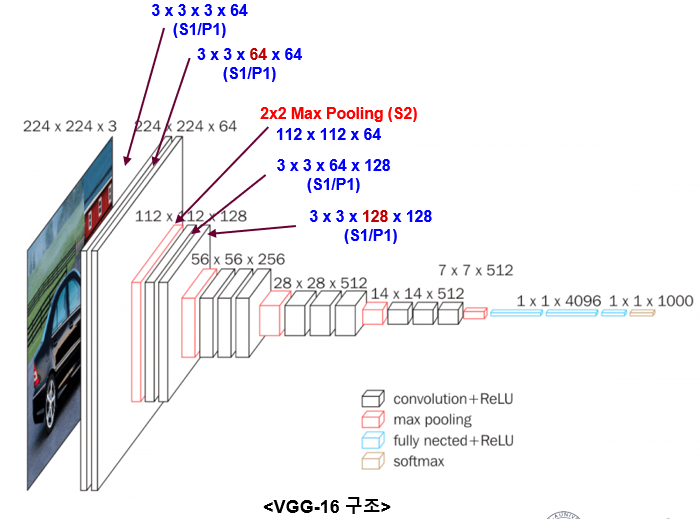 3 x 3 x 3 x 64
(S1/P1)
3 x 3 x 64 x 64
(S1/P1)
2x2 Max Pooling (S2)
112 x 112 x 64
224 x 224 x 3
224 x 224 x 64
3 x 3 x 64 x 128
(S1/P1)
3 x 3 x 128 x 128
(S1/P1)
112 x 112 x 128
56 x 56 x 256
28 x 28 x 512
14 x 14 x 512
7 x 7 x 512
1 x 1 x 4096
1 x 1 x 1000
convolution+ReLU
max pooling
fully nected+ReLU
softmax
<VGG-16 구조>